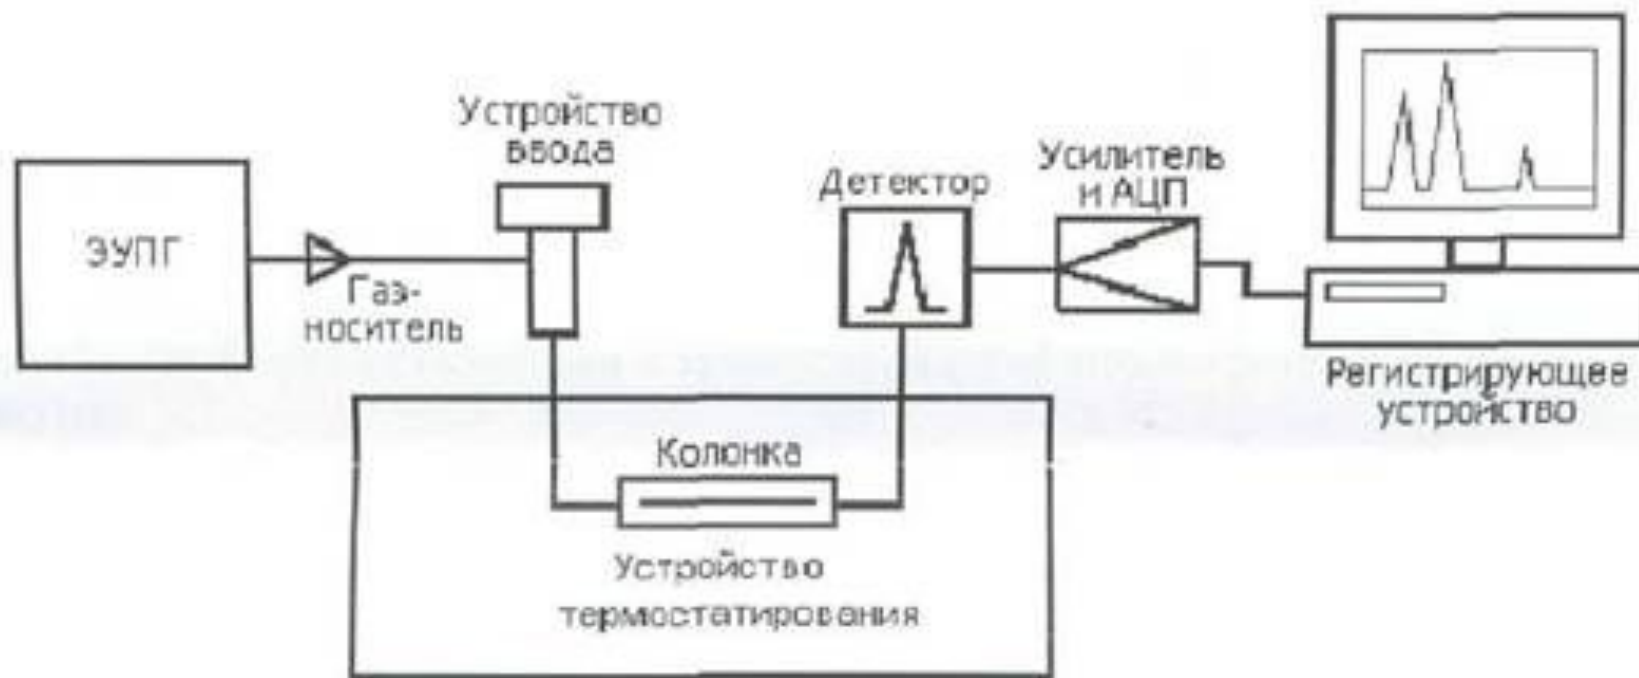 ЭУПГ
Газ-
носитель
Устройство
ввода
Детектор
Усилитель
и АЦП
Регистрирующее
устройство
Колонка
Устройство
термостатирования